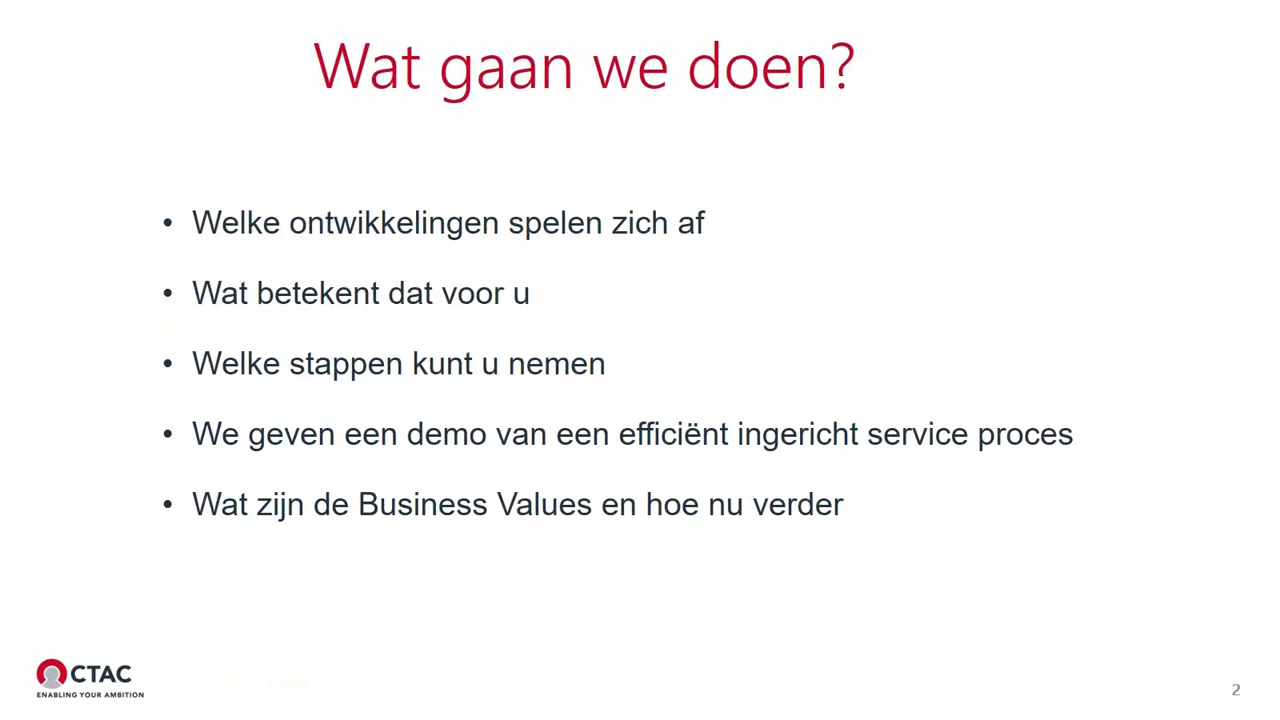 Wat gaan we doen?
• Welke ontwikkelingen spelen zich af
• Wat betekent dat voor u
• Welke stappen kunt u nemen
• We geven een demo van een efficiënt ingericht service proces
• Wat zijn de Business Values en hoe nu verder
CTAC
ENABLING YOUR AMBITION
2